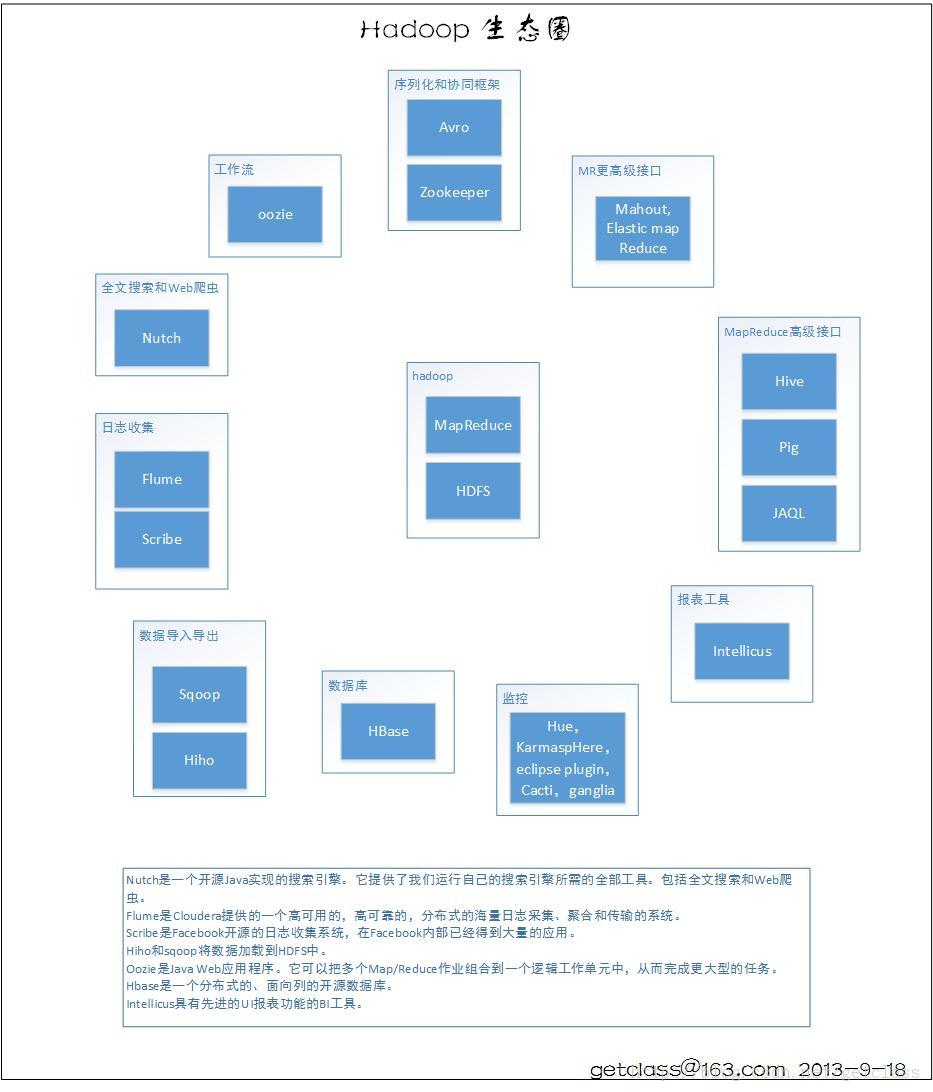 Hadoop 生态圈
序列化和协同框架
Avro
Zookeeper
工作流
oozie
MR更高级接口
Mahout,
Elastic map
Reduce
全文搜索和Web爬虫
Nutch
MapReduce高级接口
Hive
Pig
JAQL
hadoop
MapReduce
HDFS
日志收集
Flume
Scribe
报表工具
Intellicus
数据导入导出
Sqoop
Hiho
数据库
HBase
监控
Hue，
KarmaspHere，
eclipse plugin，
Cacti，ganglia
Nutch是一个开源Java实现的搜索引擎。它提供了我们运行自己的搜索引擎所需的全部工具。包括全文搜索和Web爬
虫。
Flume是Cloudera提供的一个高可用的，高可靠的，分布式的海量日志采集、聚合和传输的系统。
Scribe是Facebook开源的日志收集系统，在Facebook内部已经得到大量的应用。
Hiho和sqoop将数据加载到HDFS中。
Oozie是Java Web应用程序。它可以把多个Map/Reduce作业组合到一个逻辑工作单元中，从而完成更大型的任务。
Hbase是一个分布式的、面向列的开源数据库。
Intellicus具有先进的UI报表功能的BI工具。
getclass@163.com 2013-9-18